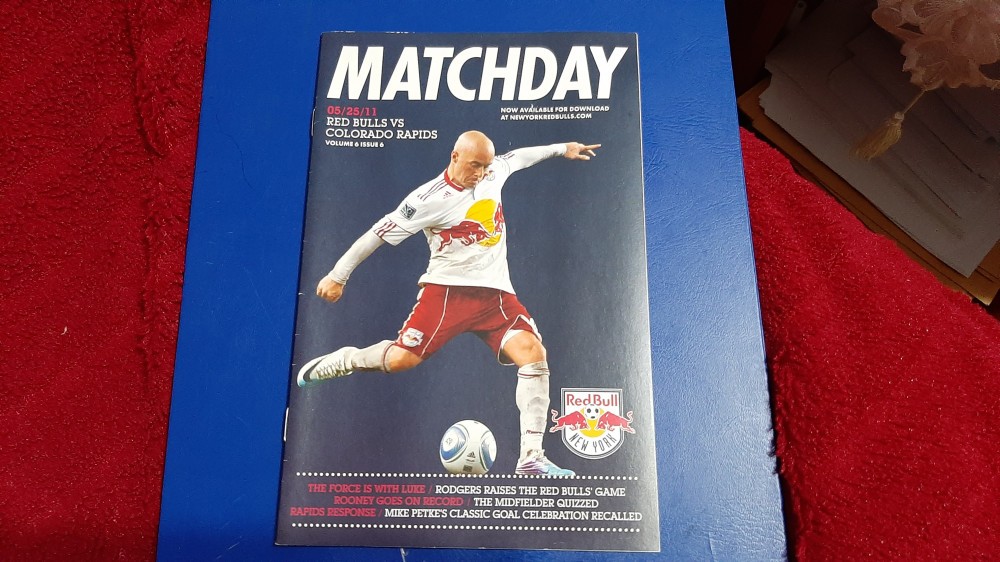 MATCHDAY
05/25/11
RED BULLS VS
COLORADO RAPIDS
VOLUME 6 ISSUE 6
NOW AVAILABLE FOR DOWNLOAD
AT NEWYORKREDBULLS.COM
Red Bull
NEW YORK
THE FORCE IS WITH LUKE / RODGERS RAISES THE RED BULLS' GAME
ROONEY GOES ON RECORD / THE MIDFIELDER QUIZZED
RAPIDS RESPONSE / MIKE PETKE'S CLASSIC GOAL CELEBRATION RECALLED